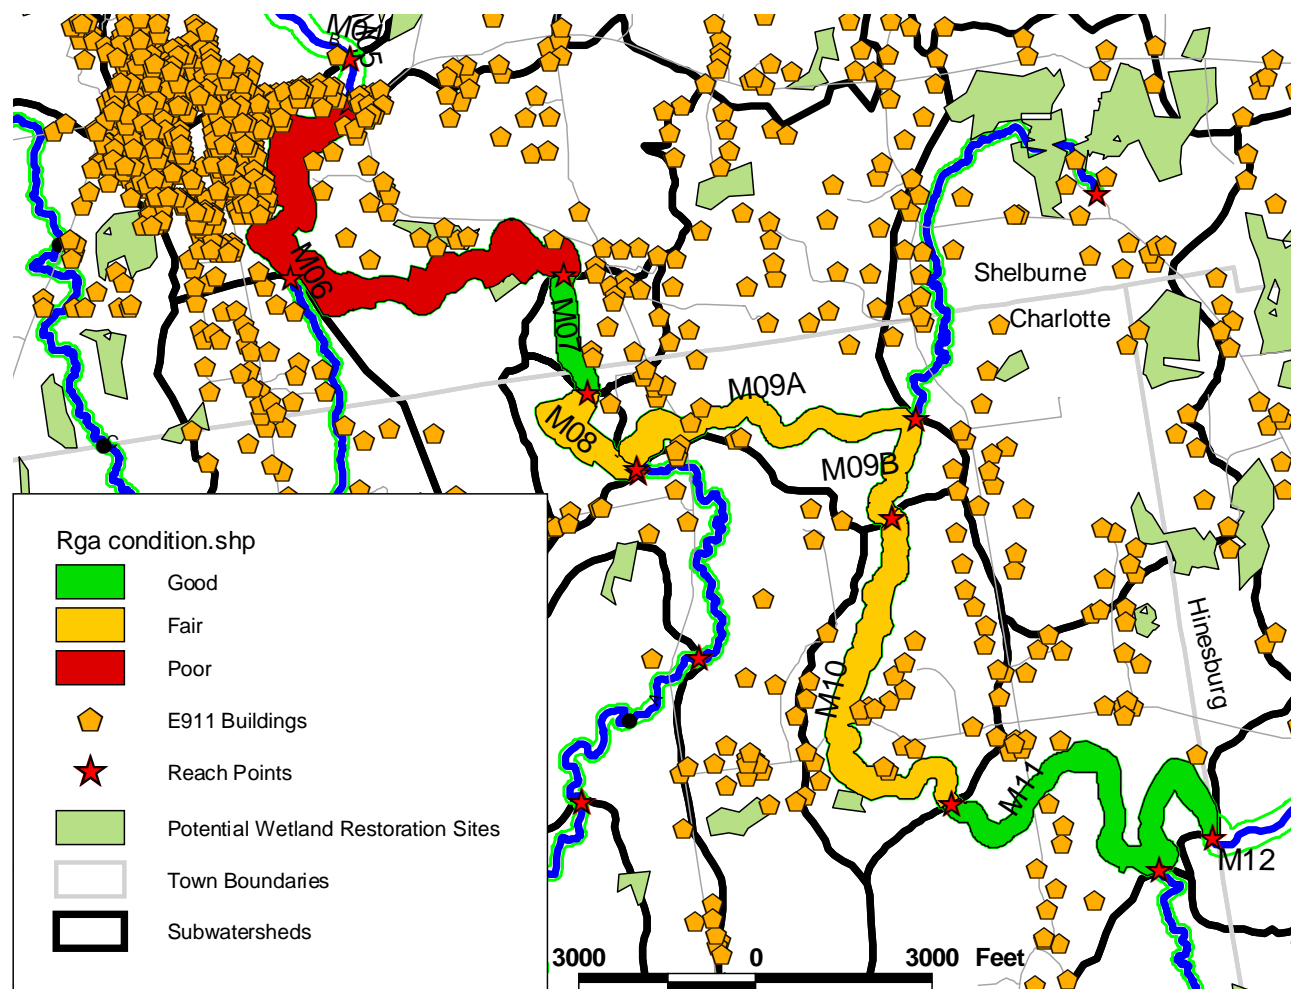 M05
M06
Shelburne
M07
Charlotte
M09A
M08
M09B
Rga condition.shp
Good
Fair
Hinesburg
Poor
M10
E911 Buildings
Reach Points
M11
Potential Wetland Restoration Sites
M12
Town Boundaries
Subwatersheds
3000 0 3000 Feet